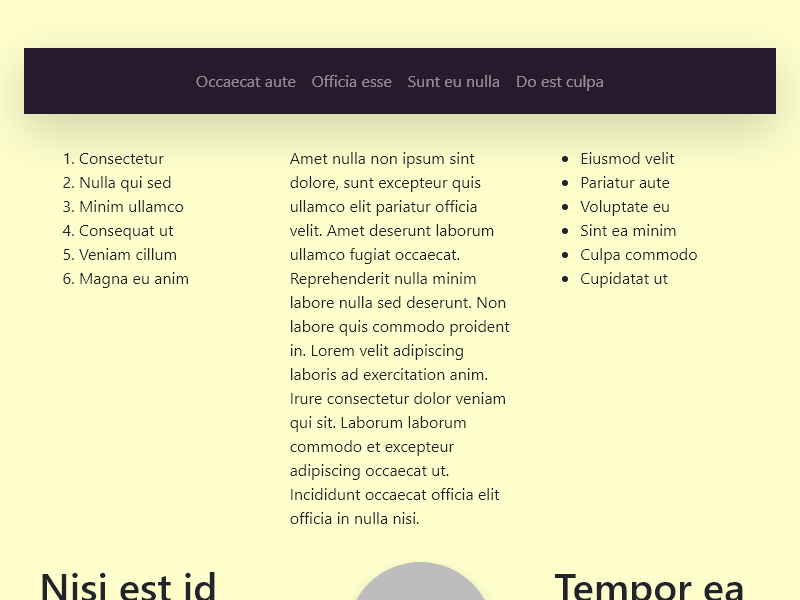 Occaecat aute Officia esse Sunt eu nulla Do est culpa
1. Consectetur
2. Nulla qui sed
3. Minim ullamco
4. Consequat ut
5. Veniam cillum
6. Magna eu anim
Amet nulla non ipsum sint
dolore, sunt excepteur quis
ullamco elit pariatur officia
velit. Amet deserunt laborum
ullamco fugiat occaecat.
Reprehenderit nulla minim
labore nulla sed deserunt. Non
labore quis commodo proident
in. Lorem velit adipiscing
laboris ad exercitation anim.
Irure consectetur dolor veniam
qui sit. Laborum laborum
commodo et excepteur
adipiscing occaecat ut.
Incididunt occaecat officia elit
officia in nulla nisi.
• Eiusmod velit
• Pariatur aute
• Voluptate eu
• Sint ea minim
• Culpa commodo
• Cupidatat ut
Nisi est id
Tempor ea